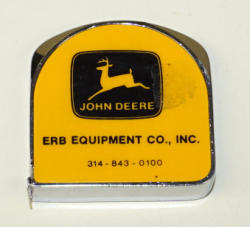 JOHN DEERE
ERB EQUIPMENT CO., INC.
314-843-0100